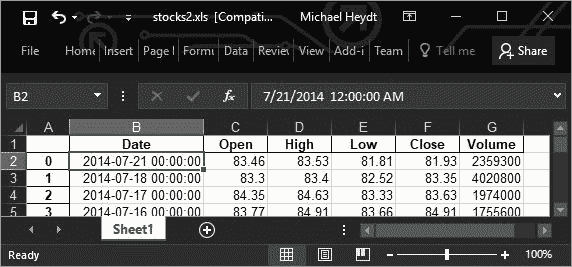 stocks2.xls [Compati... Michael Heydt
File Home Insert Page l Formu Data Review View Add-i Team Tell me Share
B2 fx 7/21/2014 12:00:00 AM
A B C D E F G
1 Date Open High Low Close Volume
2 0 2014-07-21 00:00:00 83.46 83.53 81.81 81.93 2359300
3 1 2014-07-18 00:00:00 83.3 83.4 82.52 83.35 4020800
4 2 2014-07-17 00:00:00 84.35 84.63 83.33 83.63 1974000
5 3 2014-07-16 00:00:00 83.77 84.91 83.66 84.91 1755600
Sheet1
Ready 100%